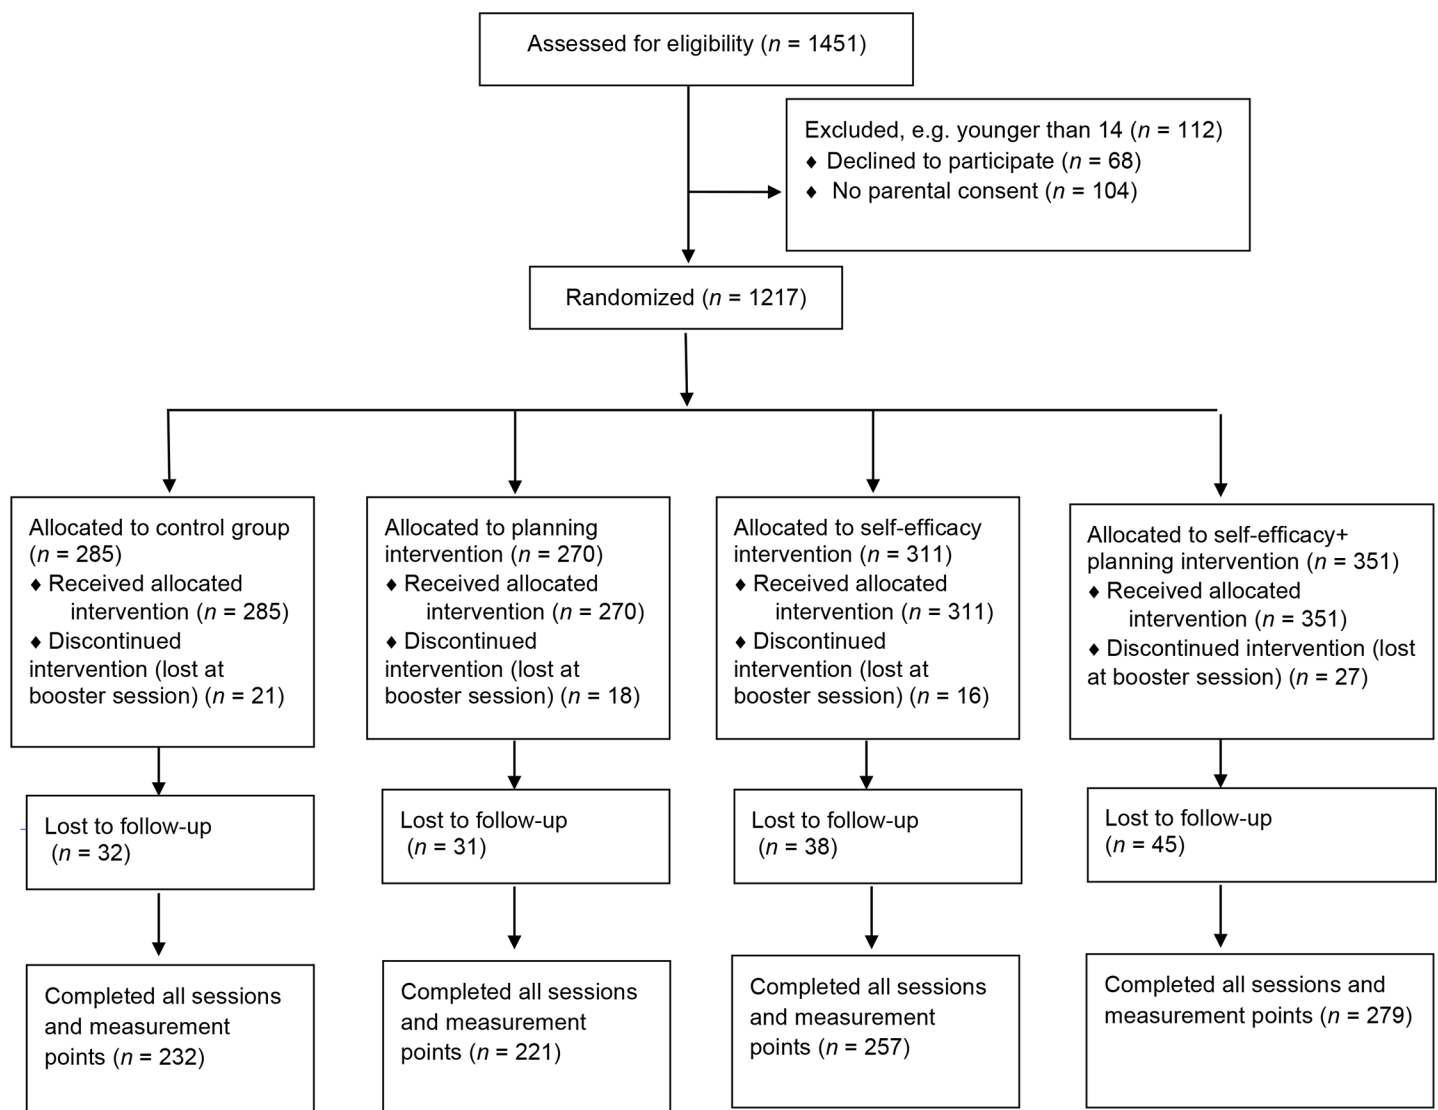 Assessed for eligibility (n = 1451)
Excluded, e.g. younger than 14 (n = 112)
♦ Declined to participate (n = 68)
♦ No parental consent (n = 104)
Randomized (n = 1217)
Allocated to control group
(n = 285)
♦ Received allocated
intervention (n = 285)
♦ Discontinued
intervention (lost at
booster session) (n = 21)
Allocated to planning
intervention (n = 270)
♦ Received allocated
intervention (n = 270)
♦ Discontinued
intervention (lost at
booster session) (n = 18)
Allocated to self-efficacy
intervention (n = 311)
♦ Received allocated
intervention (n = 311)
♦ Discontinued
intervention (lost at
booster session) (n = 16)
Allocated to self-efficacy+
planning intervention (n = 351)
♦ Received allocated
intervention (n = 351)
♦ Discontinued intervention (lost
at booster session) (n = 27)
Lost to follow-up
(n = 32)
Lost to follow-up
(n = 31)
Lost to follow-up
(n = 38)
Lost to follow-up
(n = 45)
Completed all sessions
and measurement
points (n = 232)
Completed all sessions
and measurement
points (n = 221)
Completed all sessions
and measurement
points (n = 257)
Completed all sessions and
measurement points (n = 279)